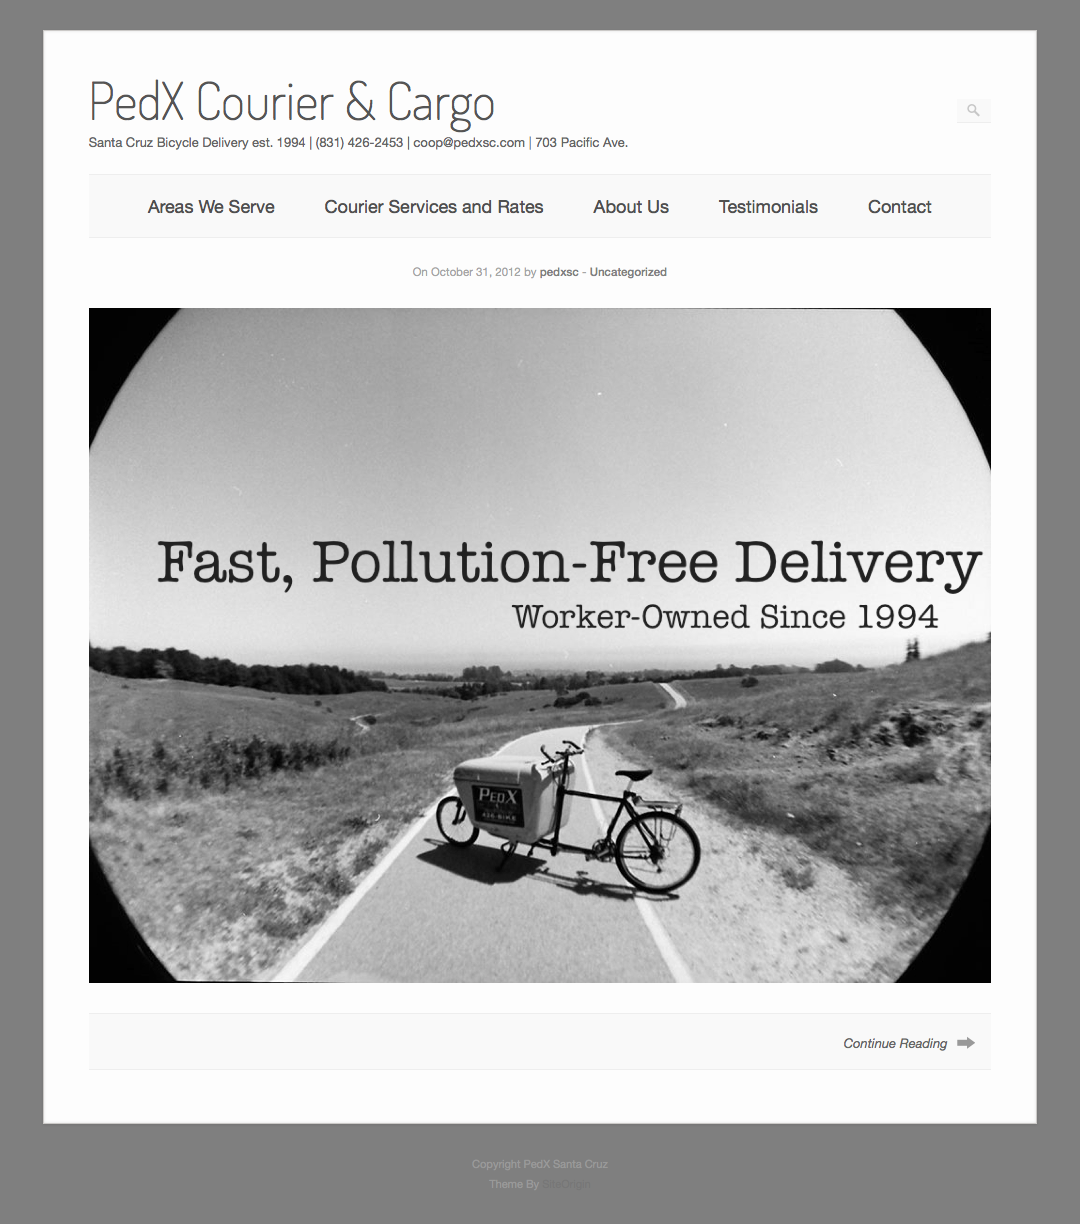 PedX Courier & Cargo
Santa Cruz Bicycle Delivery est. 1994 | (831) 426-2453 | coop@pedxsc.com | 703 Pacific Ave.
Areas We Serve Courier Services and Rates About Us Testimonials Contact
On October 31, 2012 by pedxsc - Uncategorized
Fast, Pollution-Free Delivery
Worker-Owned Since 1994
PEDX
426-BIKE
Continue Reading
Copyright PedX Santa Cruz
Theme By SiteOrigin